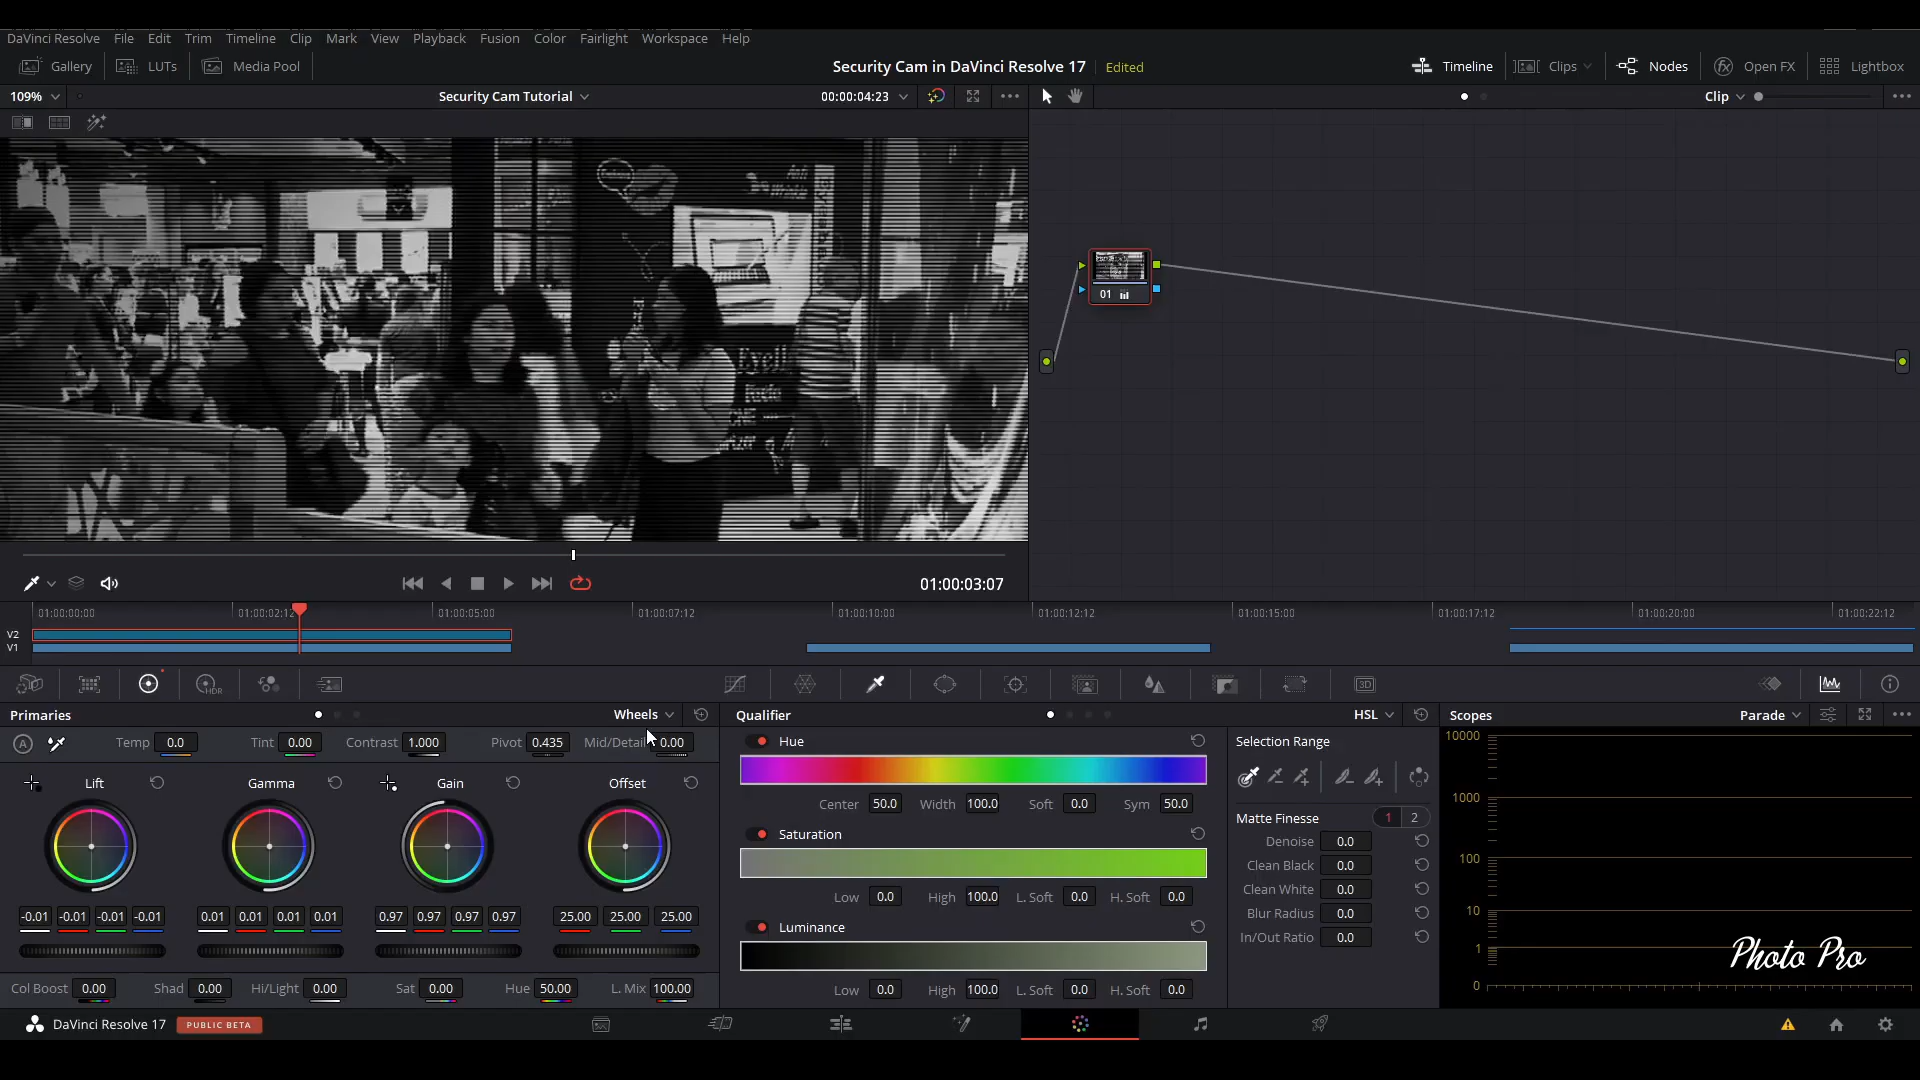 DaVinci Resolve File Edit Trim Timeline Clip Mark View Playback Fusion Color Fairlight Workspace Help
Gallery LUTs Media Pool Security Cam in DaVinci Resolve 17 Edited Timeline Clips Nodes Open FX Lightbox
109% Security Cam Tutorial 00:00:04:23 Clip
01
01:00:03:07
01:00:00:00 01:00:02:12 01:00:05:00 01:00:07:12 01:00:10:00 01:00:12:12 01:00:15:00 01:00:17:12 01:00:20:00 01:00:22:12
V2
V1
HDR 3D
Primaries Wheels Qualifier HSL Scopes Parade
A Temp 0.0 Tint 0.00 Contrast 1.000 Pivot 0.435 Mid/Detail 0.00
Hue
Selection Range
Lift Gamma Gain Offset
Center 50.0 Width 100.0 Soft 0.0 Sym 50.0
Saturation
Matte Finesse 1 2
Denoise 0.0
Clean Black 0.0
Clean White 0.0
Blur Radius 0.0
In/Out Ratio 0.0
Low 0.0 High 100.0 L. Soft 0.0 H. Soft 0.0
-0.01 -0.01 -0.01 -0.01 0.01 0.01 0.01 0.01 0.97 0.97 0.97 0.97 25.00 25.00 25.00
Luminance
Low 0.0 High 100.0 L. Soft 0.0 H. Soft 0.0
Col Boost 0.00 Shad 0.00 Hi/Light 0.00 Sat 0.00 Hue 50.00 L. Mix 100.00
10000
1000
100
10
1
0
Photo Pro
DaVinci Resolve 17 PUBLIC BETA